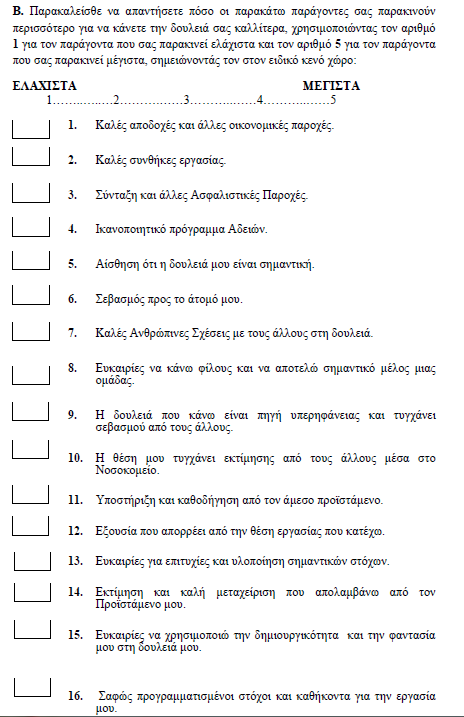 Β. Παρακαλείσθε να απαντήσετε πόσο οι παρακάτω παράγοντες σας παρακινούν
περισσότερο για να κάνετε την δουλειά σας καλλίτερα, χρησιμοποιώντας τον αριθμό
1 για τον παράγοντα που σας παρακινεί ελάχιστα και τον αριθμό 5 για τον παράγοντα
που σας παρακινεί μέγιστα, σημειώνοντάς τον στον ειδικό κενό χώρο:
ΕΛΑΧΙΣΤΑ ΜΕΓΙΣΤΑ
1……………2……………3……………4……………5
1. Καλές αποδοχές και άλλες οικονομικές παροχές.
2. Καλές συνθήκες εργασίας.
3. Σύνταξη και άλλες Ασφαλιστικές Παροχές.
4. Ικανοποιητικό πρόγραμμα Αδειών.
5. Αίσθηση ότι η δουλειά μου είναι σημαντική.
6. Σεβασμός προς το άτομό μου.
7. Καλές Ανθρώπινες Σχέσεις με τους άλλους στη δουλειά.
8. Ευκαιρίες να κάνω φίλους και να αποτελώ σημαντικό μέλος μιας
ομάδας.
9. Η δουλειά που κάνω είναι πηγή υπερηφάνειας και τυγχάνει
σεβασμού από τους άλλους.
10. Η θέση μου τυγχάνει εκτίμησης από τους άλλους μέσα στο
Νοσοκομείο.
11. Υποστήριξη και καθοδήγηση από τον άμεσο προϊστάμενο.
12. Εξουσία που απορρέει από την θέση εργασίας που κατέχω.
13. Ευκαιρίες για επιτυχίες και υλοποίηση σημαντικών στόχων.
14. Εκτίμηση και καλή μεταχείριση που απολαμβάνω από τον
Προϊστάμενο μου.
15. Ευκαιρίες να χρησιμοποιώ την δημιουργικότητα και την φαντασία
μου στη δουλειά μου.
16. Σαφώς προγραμματισμένοι στόχοι και καθήκοντα για την εργασία
μου.